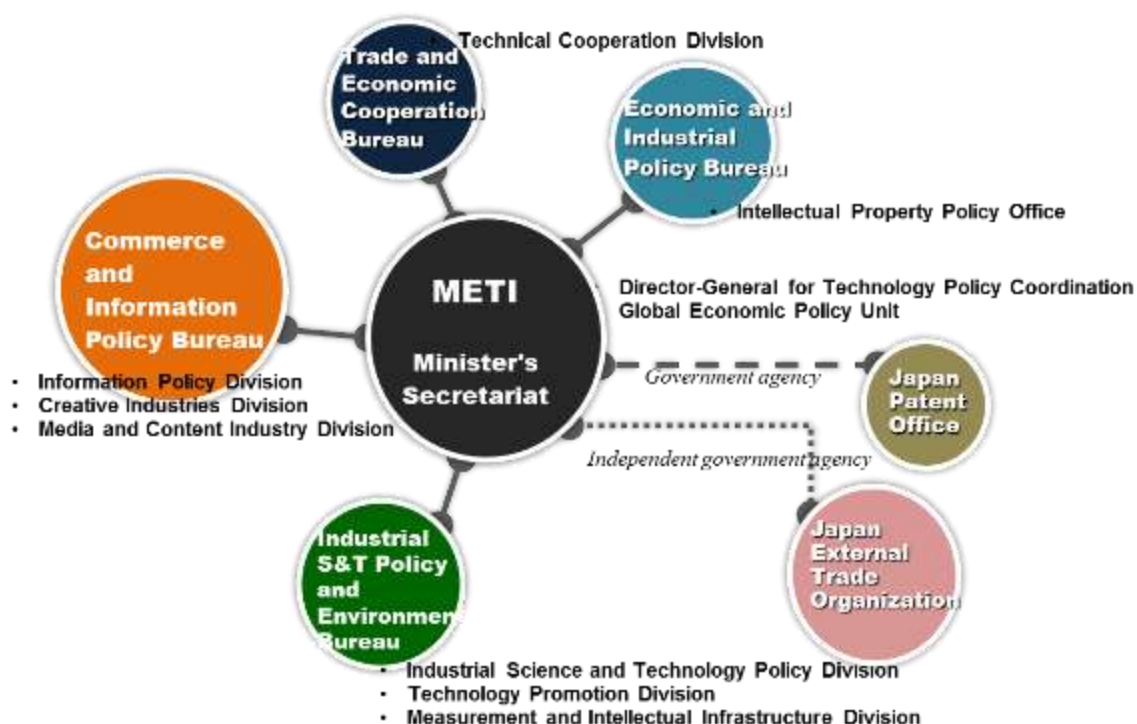 Trade and
Economic
Cooperation
Bureau
• Technical Cooperation Division
Economic and
Industrial
Policy Bureau
• Intellectual Property Policy Office
Commerce
and
Information
Policy Bureau
• Information Policy Division
• Creative Industries Division
• Media and Content Industry Division
METI
Minister's
Secretariat
Director-General for Technology Policy Coordination
Global Economic Policy Unit
Government agency
Japan
Patent
Office
Independent government agency
Japan
External
Trade
Organization
Industrial
S&T Policy
and
Environment
Bureau
• Industrial Science and Technology Policy Division
• Technology Promotion Division
• Measurement and Intellectual Infrastructure Division